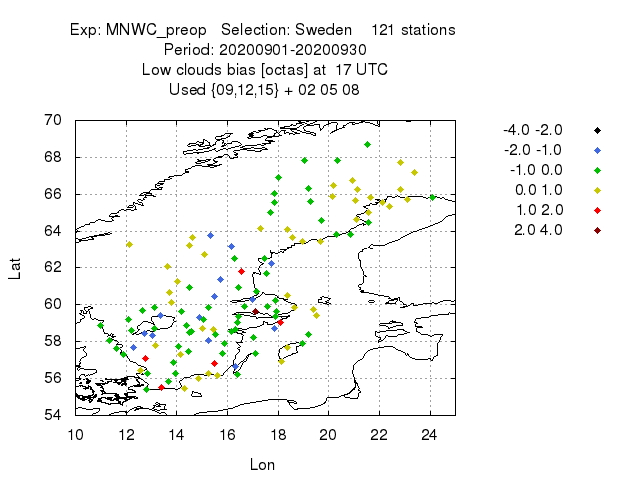 Exp: MNWC_preop   Selection: Sweden    121 stations
Period: 20200901-20200930
Low clouds bias [octas] at  17 UTC
Used {09,12,15} + 02 05 08
-4.0 -2.0
-2.0 -1.0
-1.0 0.0
0.0 1.0
1.0 2.0
2.0 4.0
70
68
66
64
62
60
58
56
54
Lat
10 12 14 16 18 20 22 24
Lon